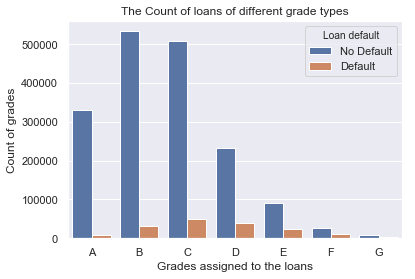 The Count of loans of different grade types
Loan default
No Default
Default
Count of grades
500000
400000
300000
200000
100000
0
A B C D E F G
Grades assigned to the loans